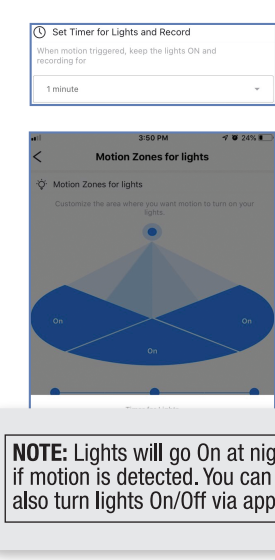 Set Timer for Lights and Record
When motion triggered, keep the lights ON and
recording for
1 minute
3:50 PM
24%
Motion Zones for lights
Motion Zones for lights
Customize the area where you want motion to turn on your
lights.
On
On
On
NOTE: Lights will go On at nig
if motion is detected. You can
also turn lights On/Off via app